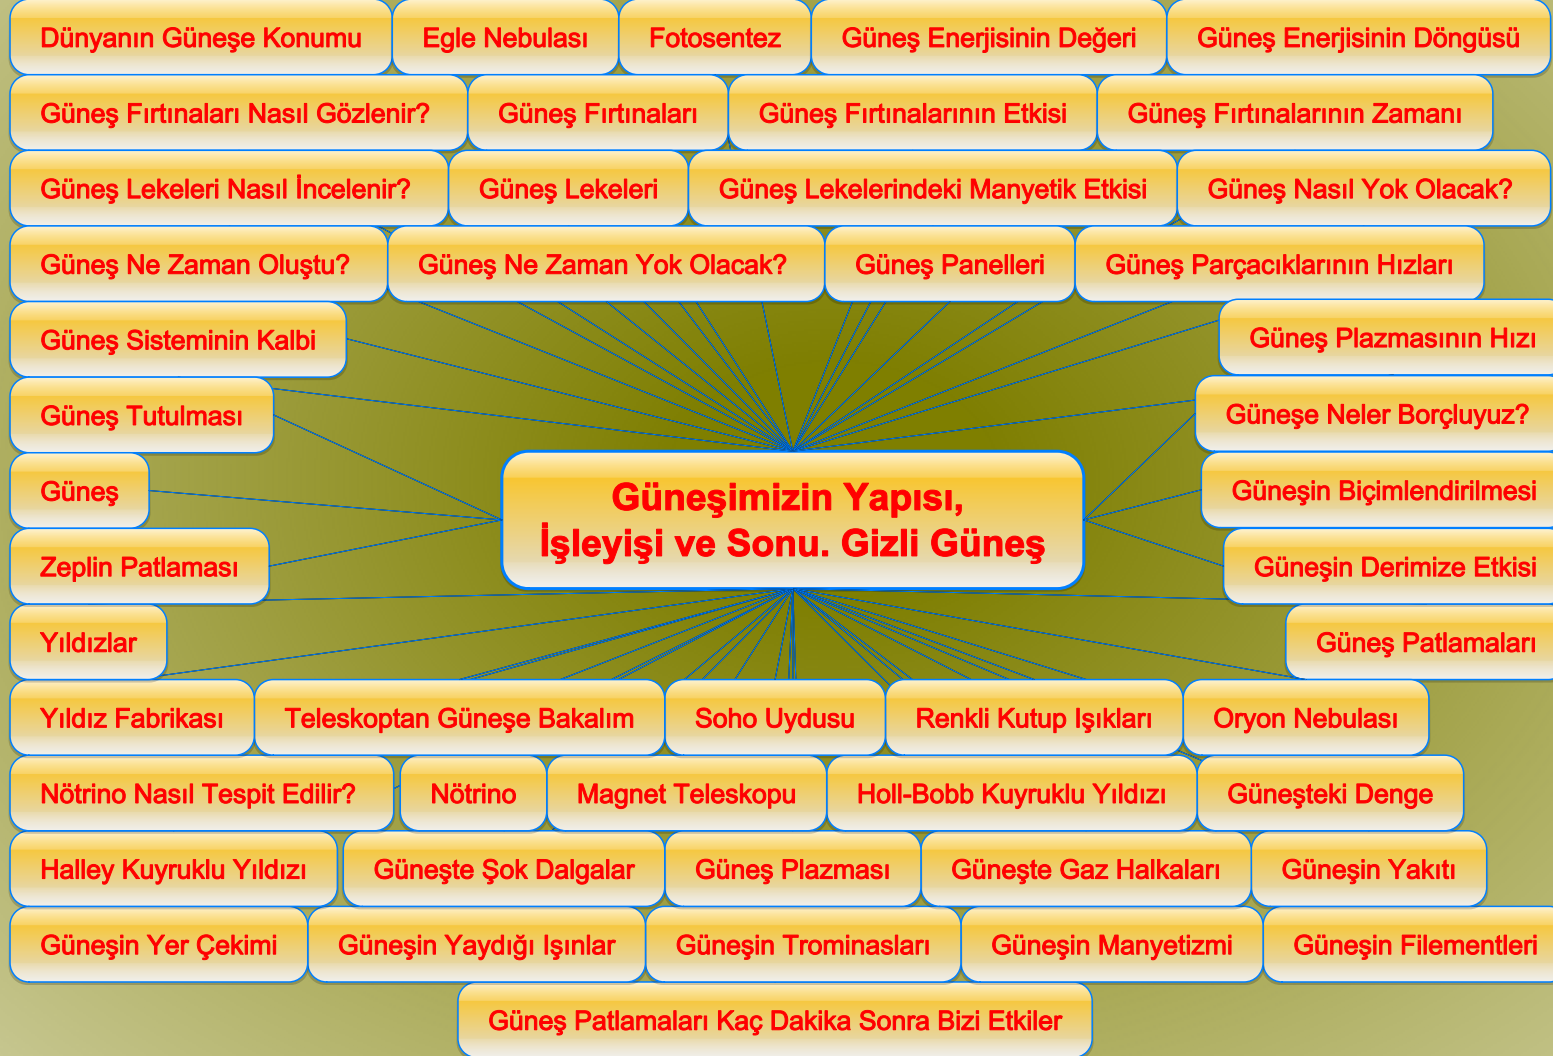 Dünyanın Güneşe Konumu
Egle Nebulası
Fotosentez
Güneş Enerjisinin Değeri
Güneş Enerjisinin Döngüsü
Güneş Fırtınaları Nasıl Gözlenir?
Güneş Fırtınaları
Güneş Fırtınalarının Etkisi
Güneş Fırtınalarının Zamanı
Güneş Lekeleri Nasıl İncelenir?
Güneş Lekeleri
Güneş Lekelerindeki Manyetik Etkisi
Güneş Nasıl Yok Olacak?
Güneş Ne Zaman Oluştu?
Güneş Ne Zaman Yok Olacak?
Güneş Panelleri
Güneş Parçacıklarının Hızları
Güneş Sisteminin Kalbi
Güneş Plazmasının Hızı
Güneş Tutulması
Güneşe Neler Borçluyuz?
Güneş
Güneşin Biçimlendirilmesi
Güneşimizin Yapısı,
İşleyişi ve Sonu. Gizli Güneş
Zeplin Patlaması
Güneşin Derimize Etkisi
Yıldızlar
Güneş Patlamaları
Yıldız Fabrikası
Teleskoptan Güneşe Bakalım
Soho Uydusu
Renkli Kutup Işıkları
Oryon Nebulası
Nötrino Nasıl Tespit Edilir?
Nötrino
Magnet Teleskopu
Holl-Bobb Kuyruklu Yıldızı
Güneşteki Denge
Halley Kuyruklu Yıldızı
Güneşte Şok Dalgalar
Güneş Plazması
Güneşte Gaz Halkaları
Güneşin Yakıtı
Güneşin Yer Çekimi
Güneşin Yaydığı Işınlar
Güneşin Trominasları
Güneşin Manyetizmi
Güneşin Filementleri
Güneş Patlamaları Kaç Dakika Sonra Bizi Etkiler